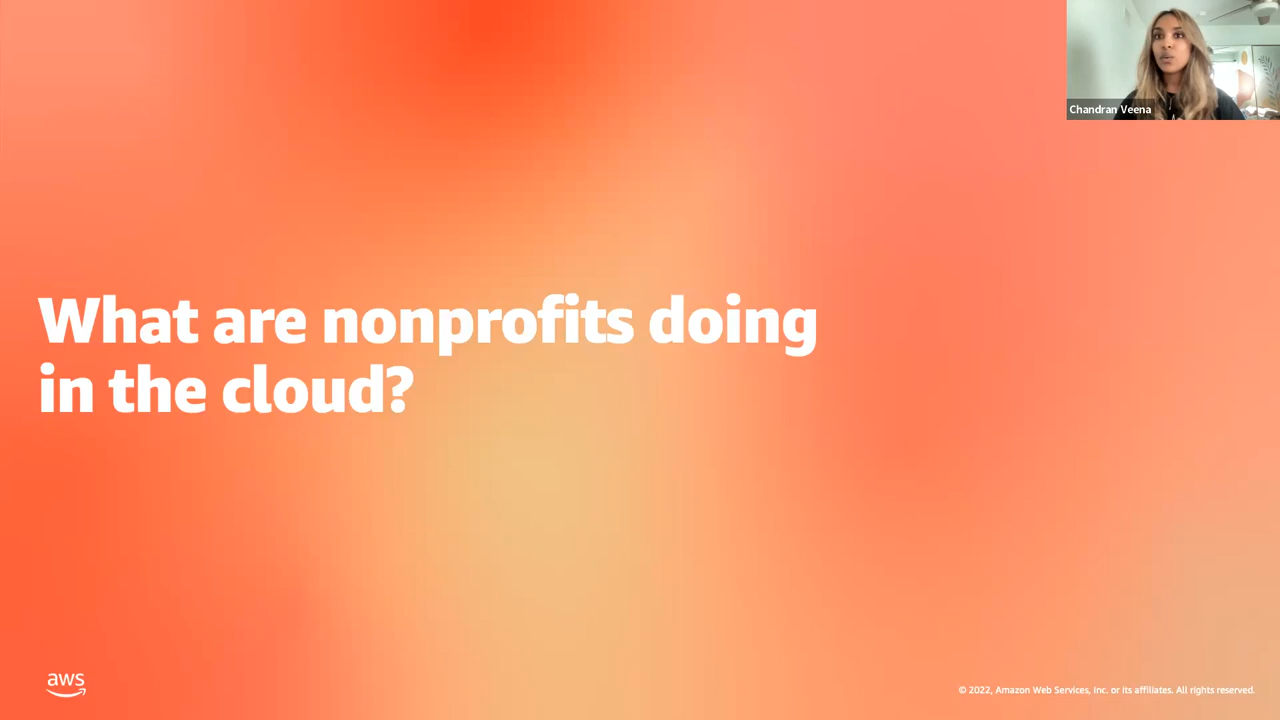 Chandran Veena
What are nonprofits doing
in the cloud?
aws
© 2022, Amazon Web Services, Inc. or its affiliates. All rights reserved.